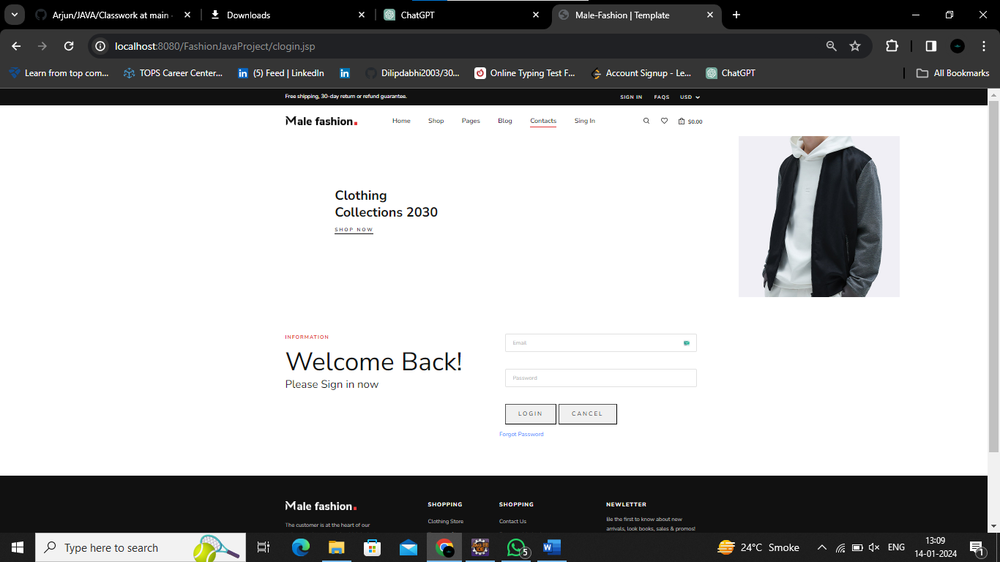 Arjun/JAVA/Classwork at main
Downloads
ChatGPT
Male-Fashion | Template
localhost:8080/FashionJavaProject/clogin.jsp
Learn from top com...
TOPS Career Center...
(5) Feed | LinkedIn
Dilipdabhi2003/30...
Online Typing Test F...
Account Signup - Le...
ChatGPT
All Bookmarks
Free shipping, 30-day return or refund guarantee.
SIGN IN
FAQS
USD
Male fashion.
Home
Shop
Pages
Blog
Contacts
Sing In
0
$0.00
Clothing
Collections 2030
SHOP NOW
INFORMATION
Welcome Back!
Please Sign in now
Email
Password
LOGIN
CANCEL
Forgot Password
Male fashion.
The customer is at the heart of our
SHOPPING
Clothing Store
SHOPPING
Contact Us
NEWLETTER
Be the first to know about new
arrivals, look books, sales & promos!
Type here to search
Java EE
IDE
5
W
24°C Smoke
ENG
13:09
14-01-2024
1